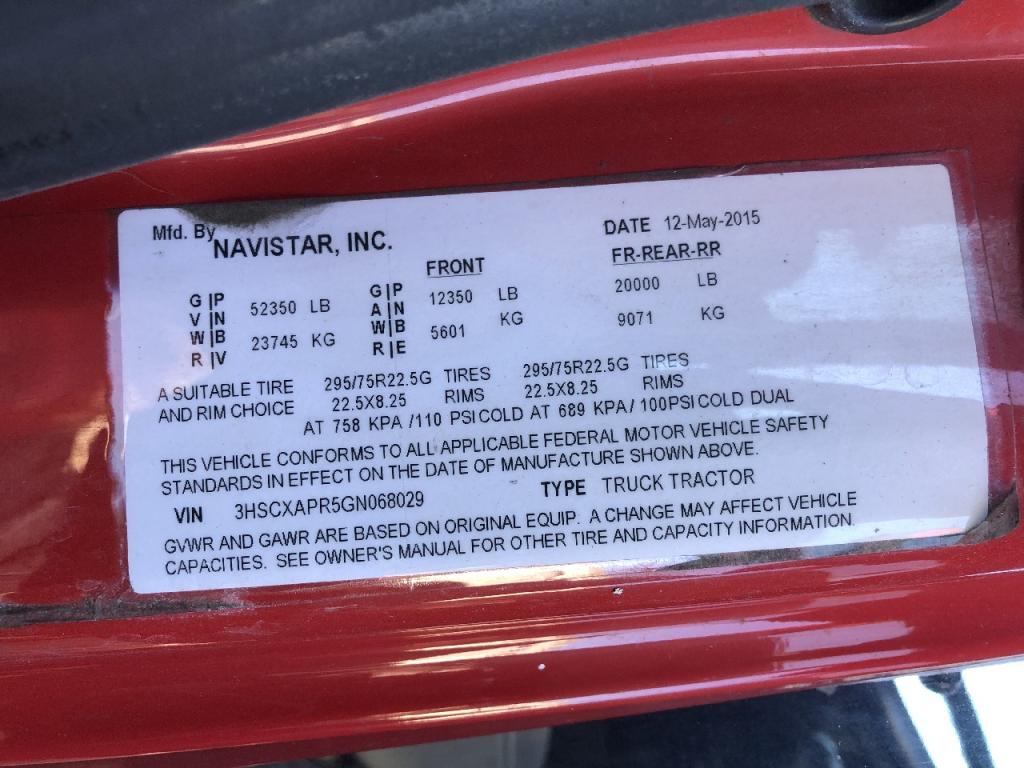 Mfd. By NAVISTAR, INC. DATE 12-May-2015
FRONT FR-REAR-RR
G|P 52350 LB G|P 12350 LB 20000 LB
V|N A|N
W|B 23745 KG W|B 5601 KG 9071 KG
R|V R|E
A SUITABLE TIRE 295/75R22.5G TIRES 295/75R22.5G TIRES
AND RIM CHOICE 22.5X8.25 RIMS 22.5X8.25 RIMS
AT 758 KPA /110 PSI COLD AT 689 KPA/ 100PSI COLD DUAL
THIS VEHICLE CONFORMS TO ALL APPLICABLE FEDERAL MOTOR VEHICLE SAFETY
STANDARDS IN EFFECT ON THE DATE OF MANUFACTURE SHOWN ABOVE.
VIN 3HSCXAPR5GN068029 TYPE TRUCK TRACTOR
GVWR AND GAWR ARE BASED ON ORIGINAL EQUIP. A CHANGE MAY AFFECT VEHICLE
CAPACITIES. SEE OWNER'S MANUAL FOR OTHER TIRE AND CAPACITY INFORMATION.